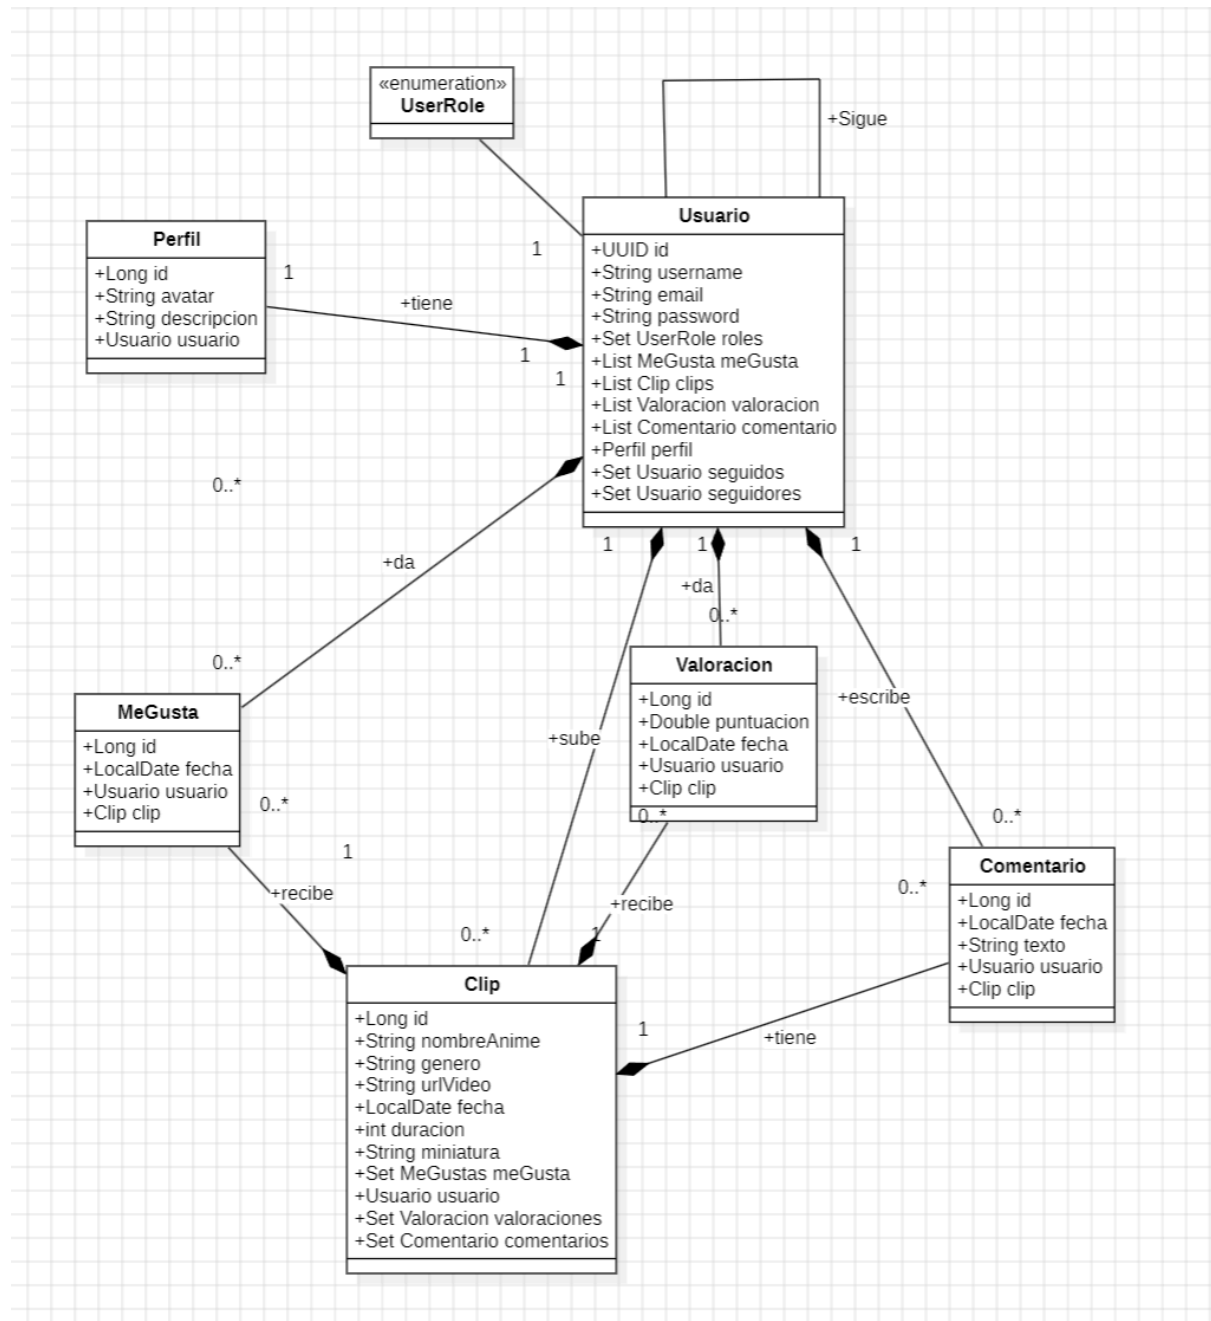 «enumeration»
UserRole
+Sigue
Usuario
+UUID id
+String username
+String email
+String password
+Set UserRole roles
+List MeGusta meGusta
+List Clip clips
+List Valoracion valoracion
+List Comentario comentario
+Perfil perfil
+Set Usuario seguidos
+Set Usuario seguidores
Perfil
+Long id
+String avatar
+String descripcion
+Usuario usuario
1
1
+tiene
1
1
0..*
+da
0..*
1
1
1
+da
0..*
MeGusta
+Long id
+LocalDate fecha
+Usuario usuario
+Clip clip
Valoracion
+Long id
+Double puntuacion
+LocalDate fecha
+Usuario usuario
+Clip clip
0..*
+escribe
+sube
0..*
1
+recibe
+recibe
0..*
1
0..*
0..*
Comentario
+Long id
+LocalDate fecha
+String texto
+Usuario usuario
+Clip clip
1
+tiene
Clip
+Long id
+String nombreAnime
+String genero
+String urlVideo
+LocalDate fecha
+int duracion
+String miniatura
+Set MeGustas meGusta
+Usuario usuario
+Set Valoracion valoraciones
+Set Comentario comentarios